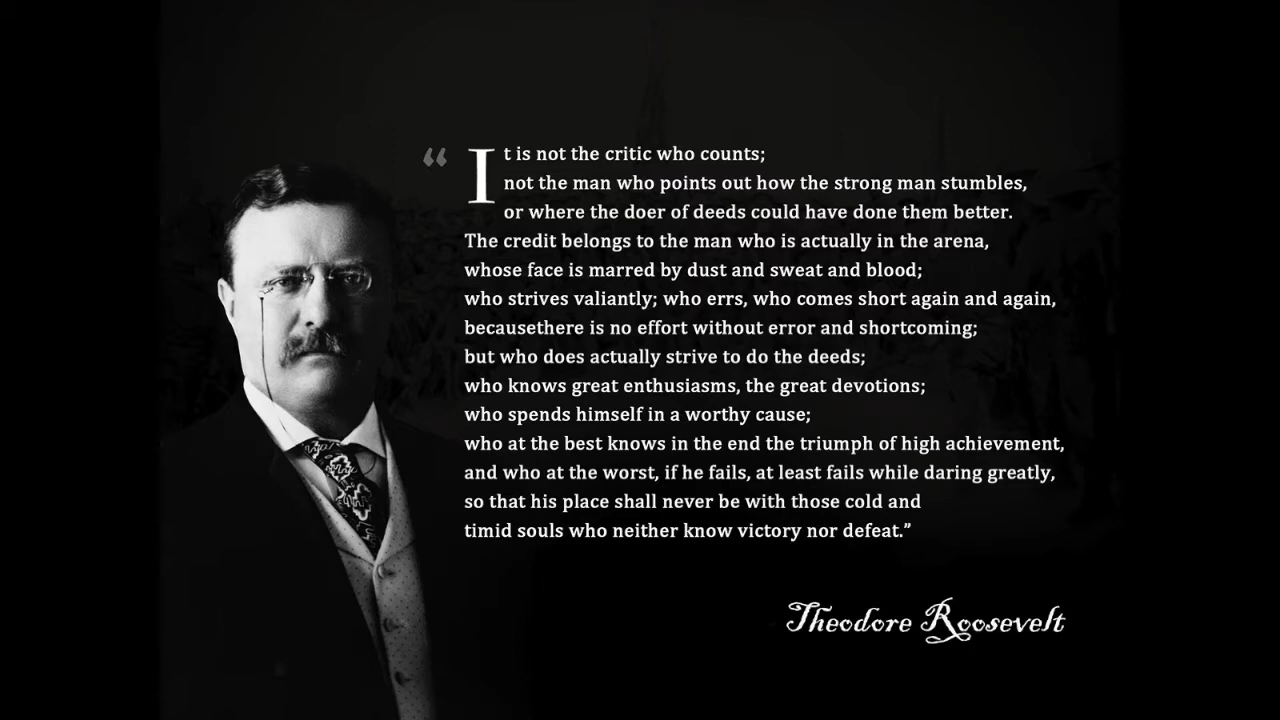 “It is not the critic who counts;
not the man who points out how the strong man stumbles,
or where the doer of deeds could have done them better.
The credit belongs to the man who is actually in the arena,
whose face is marred by dust and sweat and blood;
who strives valiantly; who errs, who comes short again and again,
becausethere is no effort without error and shortcoming;
but who does actually strive to do the deeds;
who knows great enthusiasms, the great devotions;
who spends himself in a worthy cause;
who at the best knows in the end the triumph of high achievement,
and who at the worst, if he fails, at least fails while daring greatly,
so that his place shall never be with those cold and
timid souls who neither know victory nor defeat.”
Theodore Roosevelt